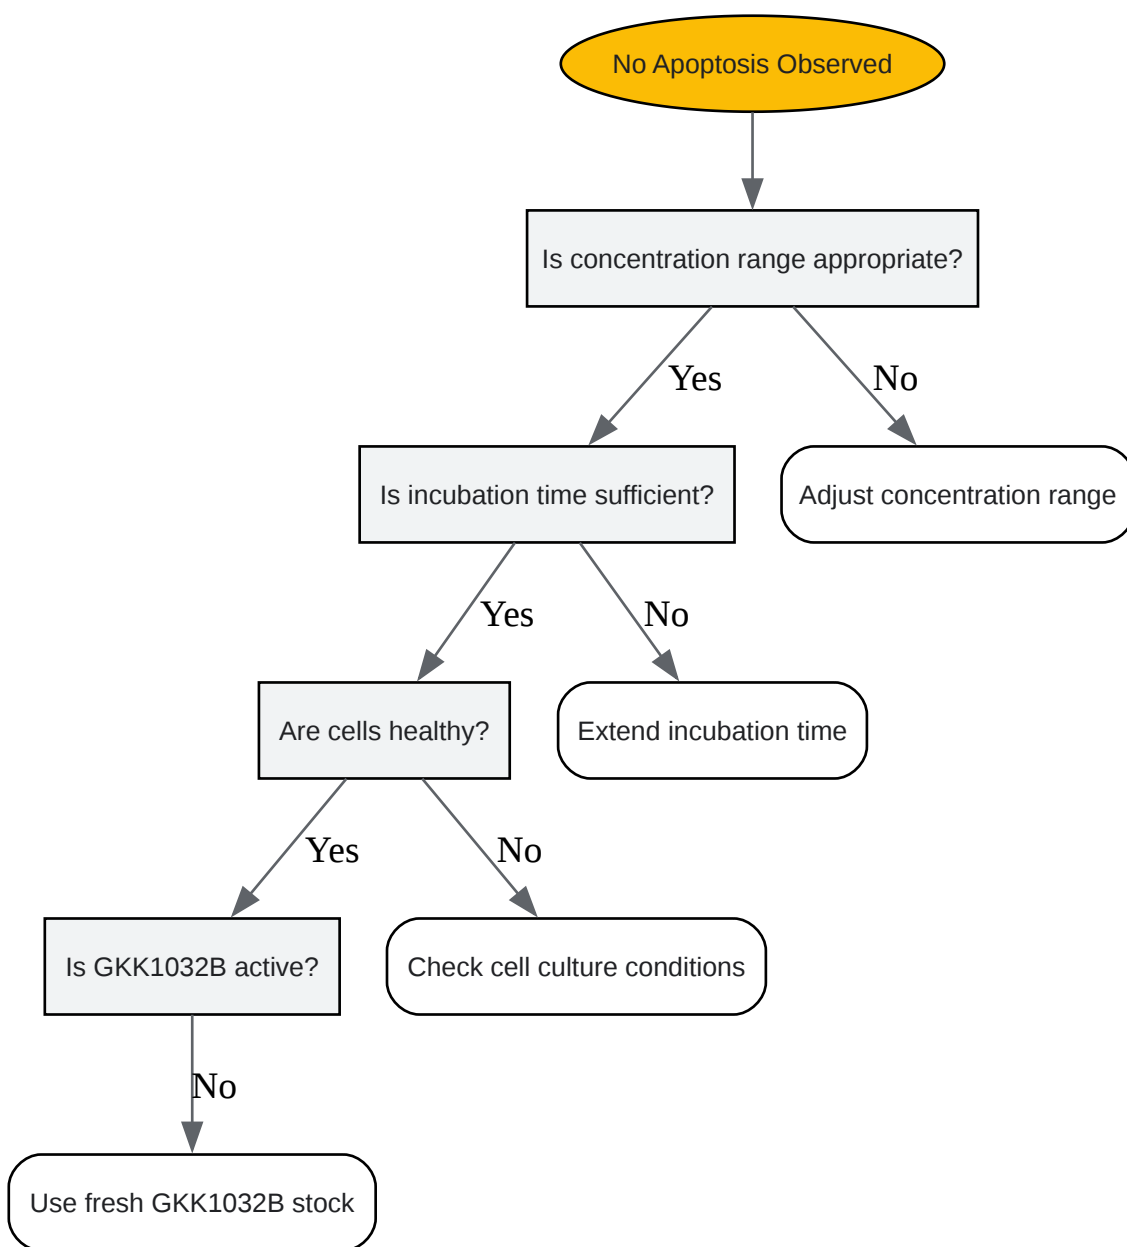 No Apoptosis Observed
Is concentration range appropriate?
Yes
No
Is incubation time sufficient?
Adjust concentration range
Yes
No
Are cells healthy?
Extend incubation time
Yes
No
Is GKK1032B active?
Check cell culture conditions
No
Use fresh GKK1032B stock